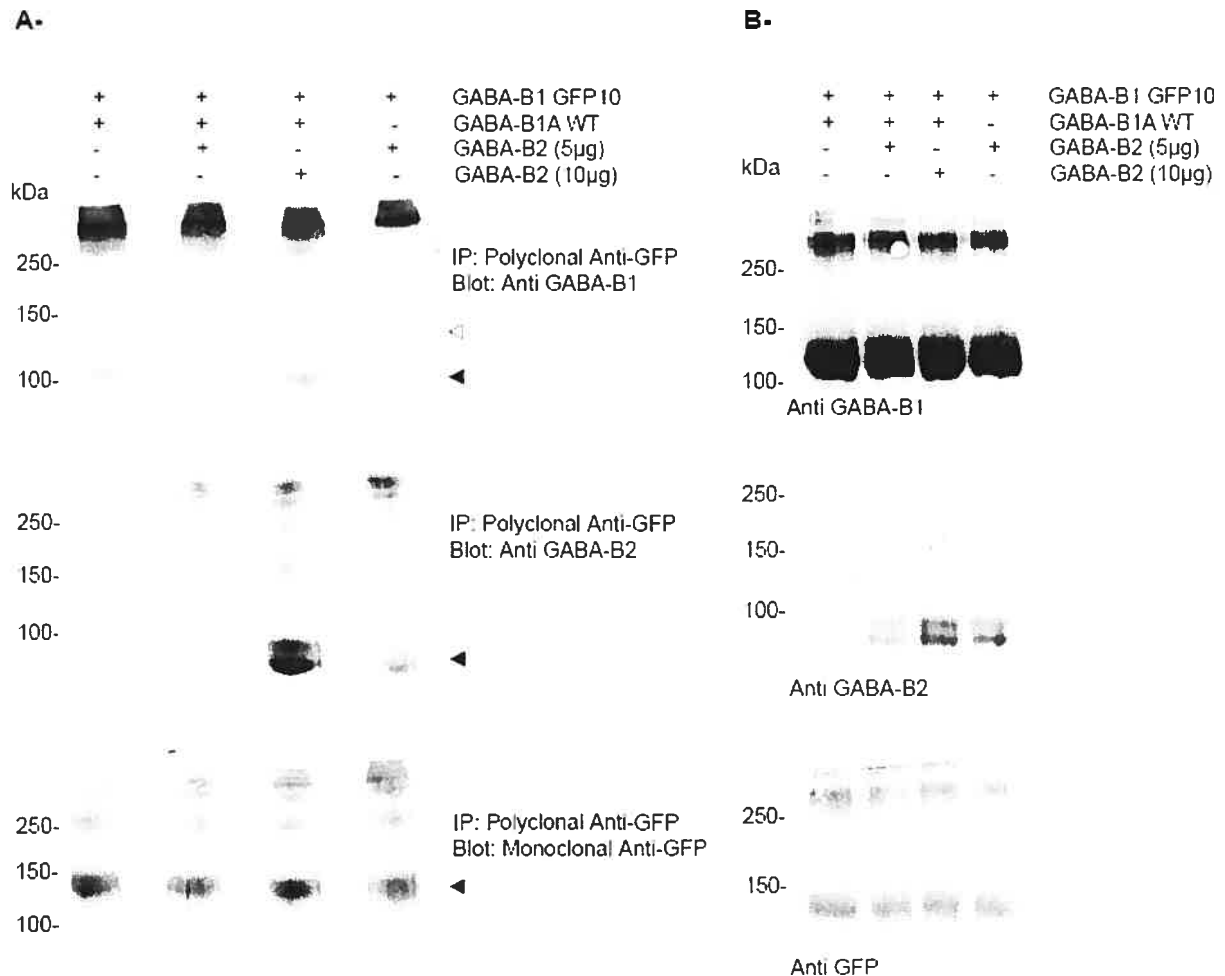 A-
+ + + + GABA-B1 GFP10
+ + + - GABA-B1A WT
- + - + GABA-B2 (5µg)
- - + - GABA-B2 (10µg)
kDa
250-
IP: Polyclonal Anti-GFP
Blot: Anti GABA-B1
150-
100-
250-
IP: Polyclonal Anti-GFP
Blot: Anti GABA-B2
150-
100-
250-
IP: Polyclonal Anti-GFP
Blot: Monoclonal Anti-GFP
150-
100-
B-
+ + + + GABA-B1 GFP10
+ + + - GABA-B1A WT
- + - + GABA-B2 (5µg)
- - + - GABA-B2 (10µg)
kDa
250-
150-
100-
Anti GABA-B1
250-
150-
100-
Anti GABA-B2
250-
150-
Anti GFP